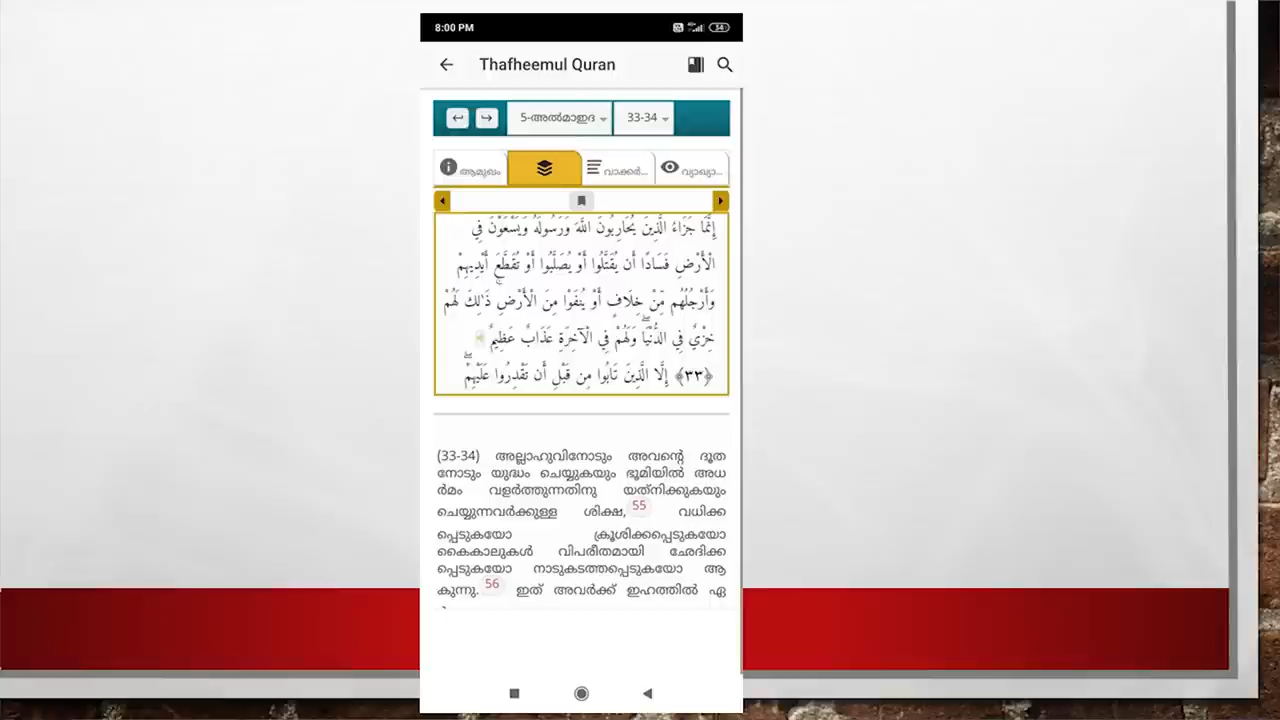 8:00 PM 34
Thafheemul Quran
5-അൽമാഇദ 33-34
ആമുഖം വാക്കർ... വ്യാഖ്യാ...
إِنَّمَا جَزَاءُ الَّذِينَ يُحَارِبُونَ اللَّهَ وَرَسُولَهُ وَيَسْعَوْنَ فِي
الْأَرْضِ فَسَادًا أَن يُقَتَّلُوا أَوْ يُصَلَّبُوا أَوْ تُقَطَّعَ أَيْدِيهِمْ
وَأَرْجُلُهُم مِّنْ خِلَافٍ أَوْ يُنفَوْا مِنَ الْأَرْضِ ۚ ذَٰلِكَ لَهُمْ
خِزْيٌ فِي الدُّنْيَا ۖ وَلَهُمْ فِي الْآخِرَةِ عَذَابٌ عَظِيمٌ
﴿٣٣﴾ إِلَّا الَّذِينَ تَابُوا مِن قَبْلِ أَن تَقْدِرُوا عَلَيْهِمْ ۖ
(33-34) അല്ലാഹുവിനോടും അവന്റെ ദൂത
നോടും യുദ്ധം ചെയ്യുകയും ഭൂമിയിൽ അധ
ർമം വളർത്തുന്നതിനു യത്നിക്കുകയും
ചെയ്യുന്നവർക്കുള്ള ശിക്ഷ, 55 വധിക്ക
പ്പെടുകയോ ക്രൂശിക്കപ്പെടുകയോ
കൈകാലുകൾ വിപരീതമായി ഛേദിക്ക
പ്പെടുകയോ നാടുകടത്തപ്പെടുകയോ ആ
കുന്നു. 56 ഇത് അവർക്ക് ഇഹത്തിൽ ഏ